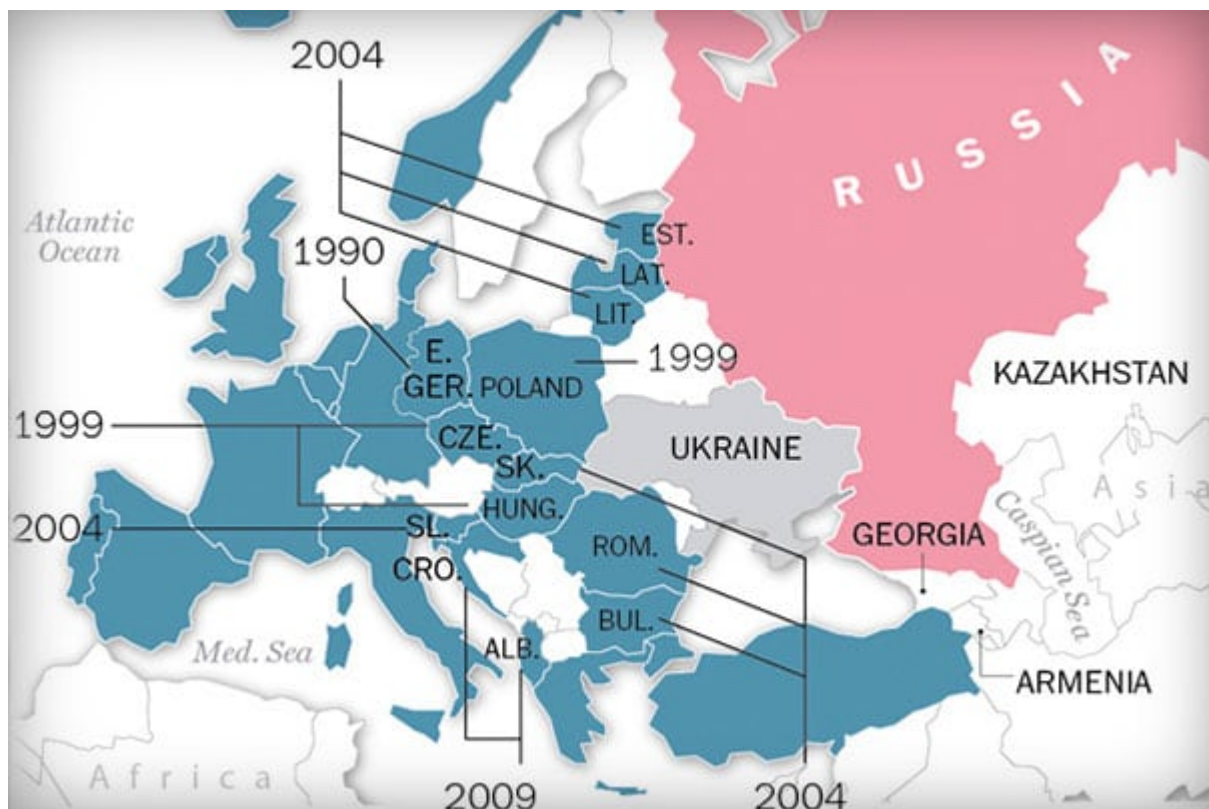 2004
RUSSIA
Atlantic
Ocean
1990
EST.
LAT.
LIT.
E.
GER.
POLAND
1999
KAZAKHSTAN
1999
CZE.
UKRAINE
SK.
Asia
HUNG.
2004
SL.
GEORGIA
Caspian Sea
ROM.
CRO.
BUL.
Med. Sea
ALB.
ARMENIA
Africa
2009
2004